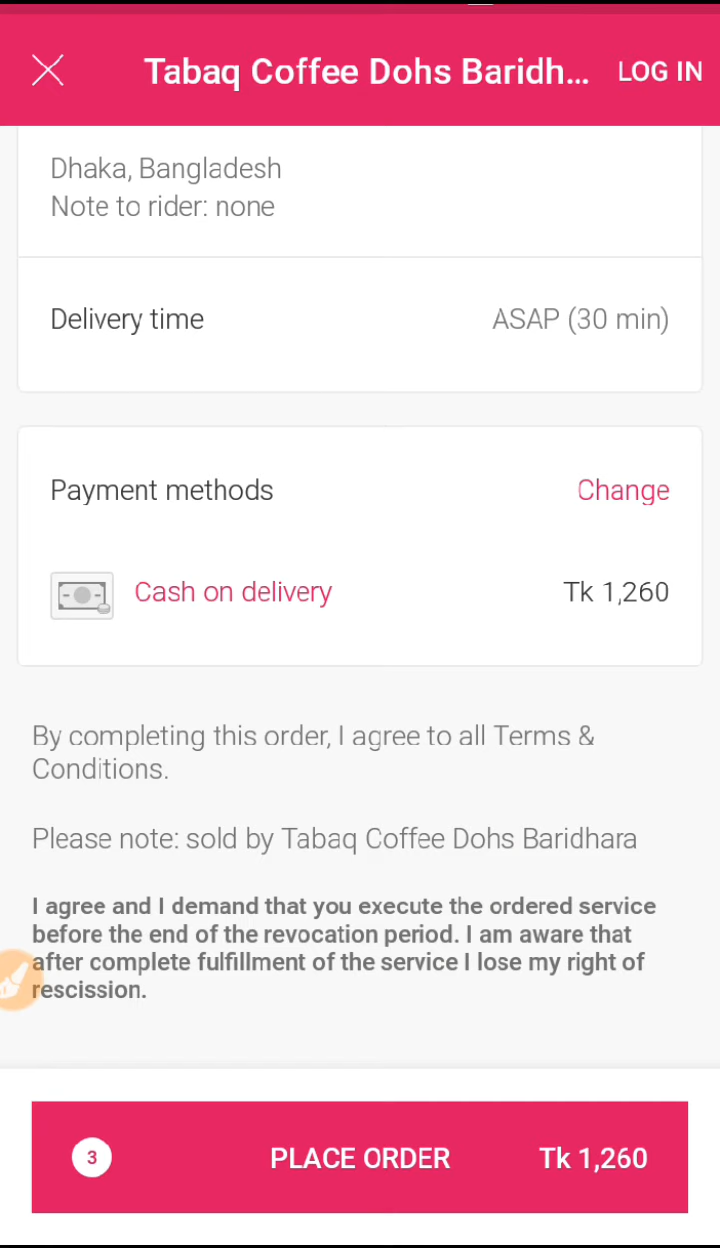 Tabaq Coffee Dohs Baridh... LOG IN
Dhaka, Bangladesh
Note to rider: none
Delivery time ASAP (30 min)
Payment methods Change
Cash on delivery Tk 1,260
By completing this order, I agree to all Terms &
Conditions.
Please note: sold by Tabaq Coffee Dohs Baridhara
I agree and I demand that you execute the ordered service
before the end of the revocation period. I am aware that
after complete fulfillment of the service I lose my right of
rescission.
3 PLACE ORDER Tk 1,260